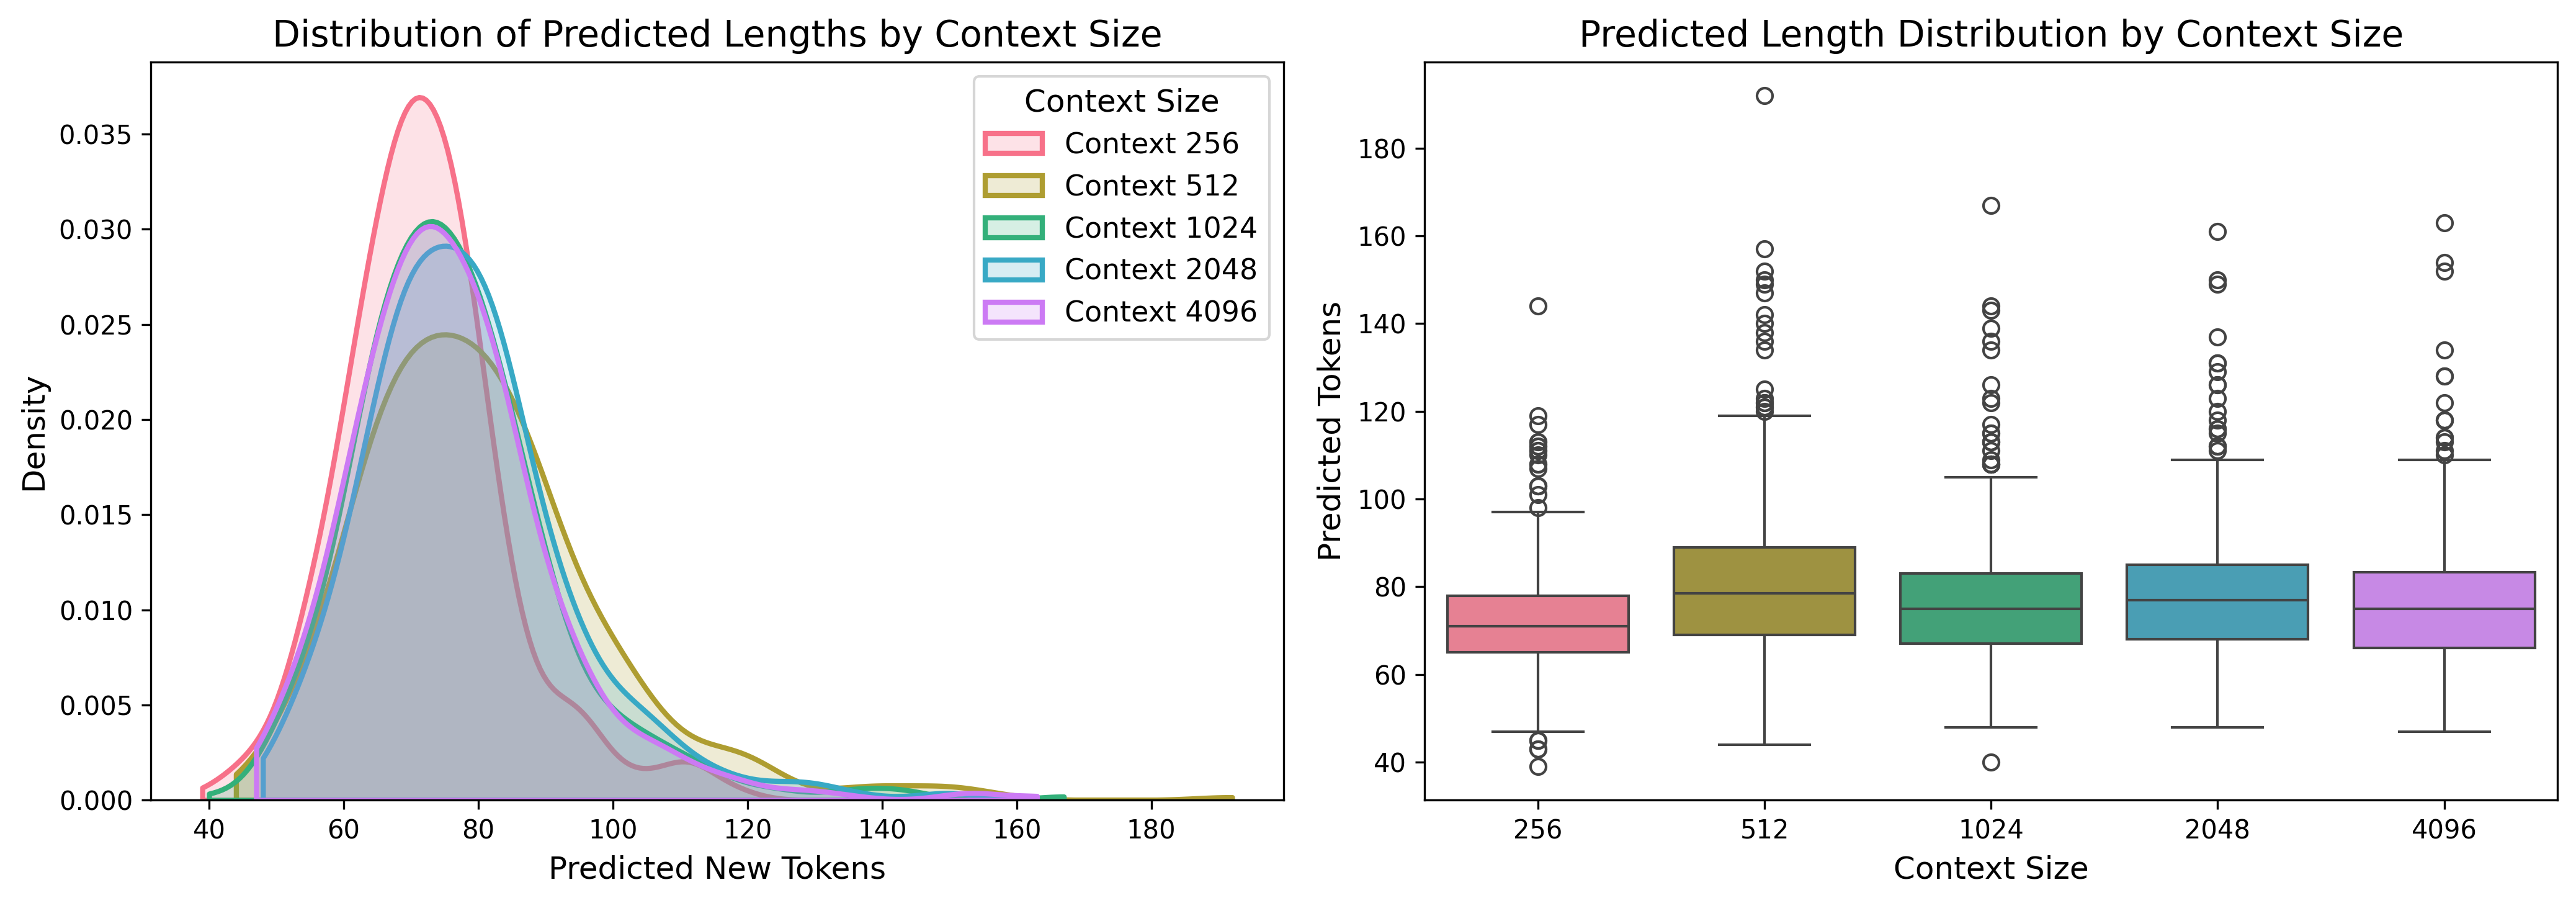 Distribution of Predicted Lengths by Context Size
Density
0.035
0.030
0.025
0.020
0.015
0.010
0.005
0.000
40 60 80 100 120 140 160 180
Predicted New Tokens
Context Size
Context 256
Context 512
Context 1024
Context 2048
Context 4096
Predicted Length Distribution by Context Size
Predicted Tokens
180
160
140
120
100
80
60
40
256 512 1024 2048 4096
Context Size